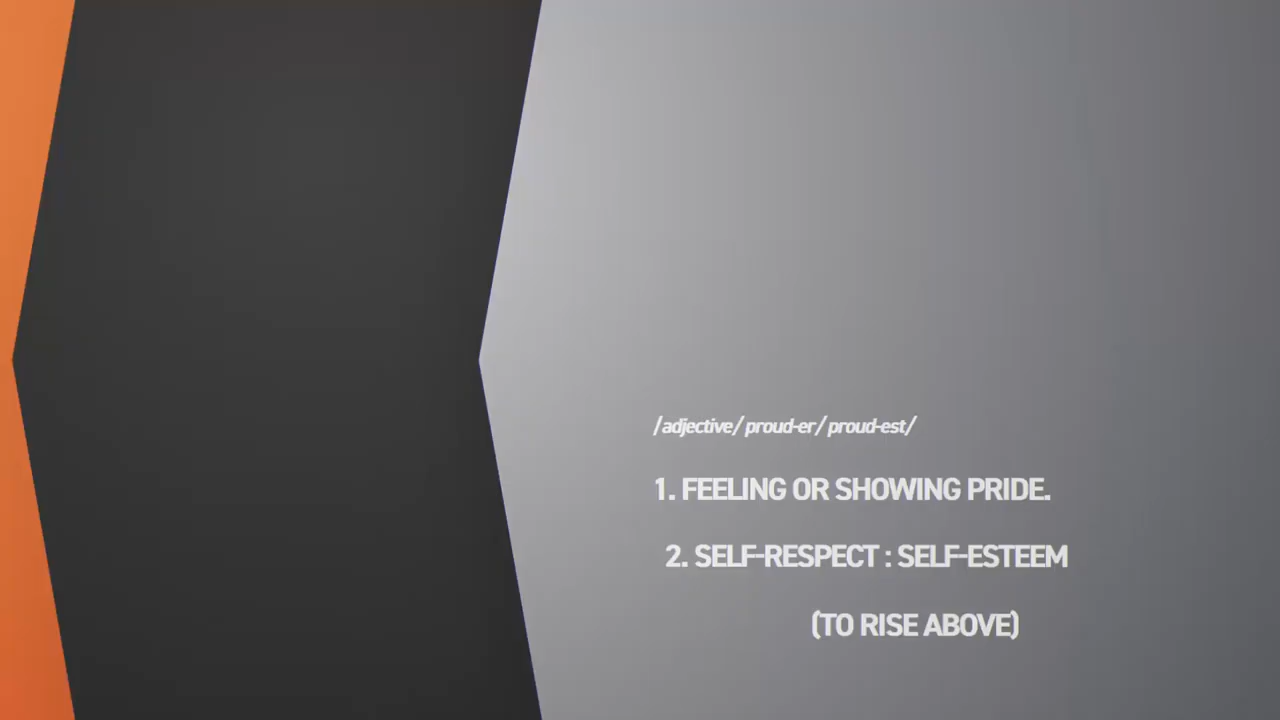 /adjective/ proud-er/ proud-est/
1. FEELING OR SHOWING PRIDE.
2. SELF-RESPECT : SELF-ESTEEM
(TO RISE ABOVE)